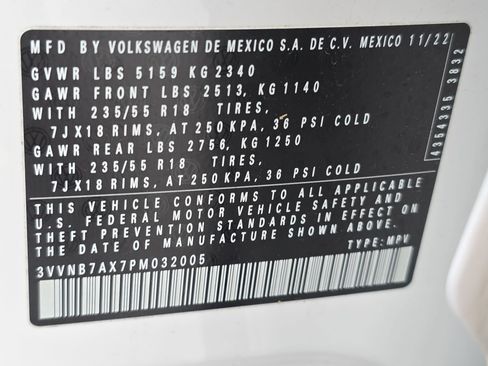 MFD BY VOLKSWAGEN DE MEXICO S.A. DE C.V. MEXICO 11/22
GVWR LBS 5159 KG 2340
GAWR FRONT LBS 2513, KG 1140
WITH 235/55 R18 TIRES,
7JX18 RIMS, AT 250 KPA, 36 PSI COLD
GAWR REAR LBS 2756, KG 1250
WITH 235/55 R18 TIRES,
7JX18 RIMS, AT 250 KPA, 36 PSI COLD
THIS VEHICLE CONFORMS TO ALL APPLICABLE
U.S. FEDERAL MOTOR VEHICLE SAFETY AND
THEFT PREVENTION STANDARDS IN EFFECT ON
THE DATE OF MANUFACTURE SHOWN ABOVE.
3VVNB7AX7PM032005 TYPE: MPV
4354335 3832